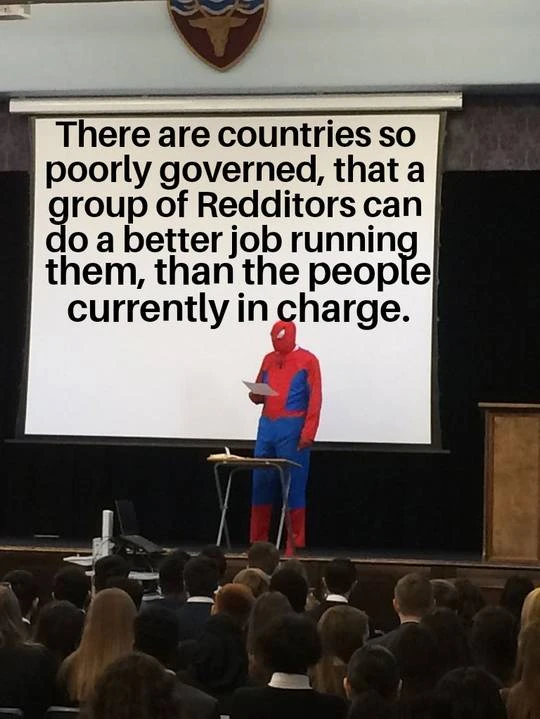 There are countries so
poorly governed, that a
group of Redditors can
do a better job running
them, than the people
currently in charge.